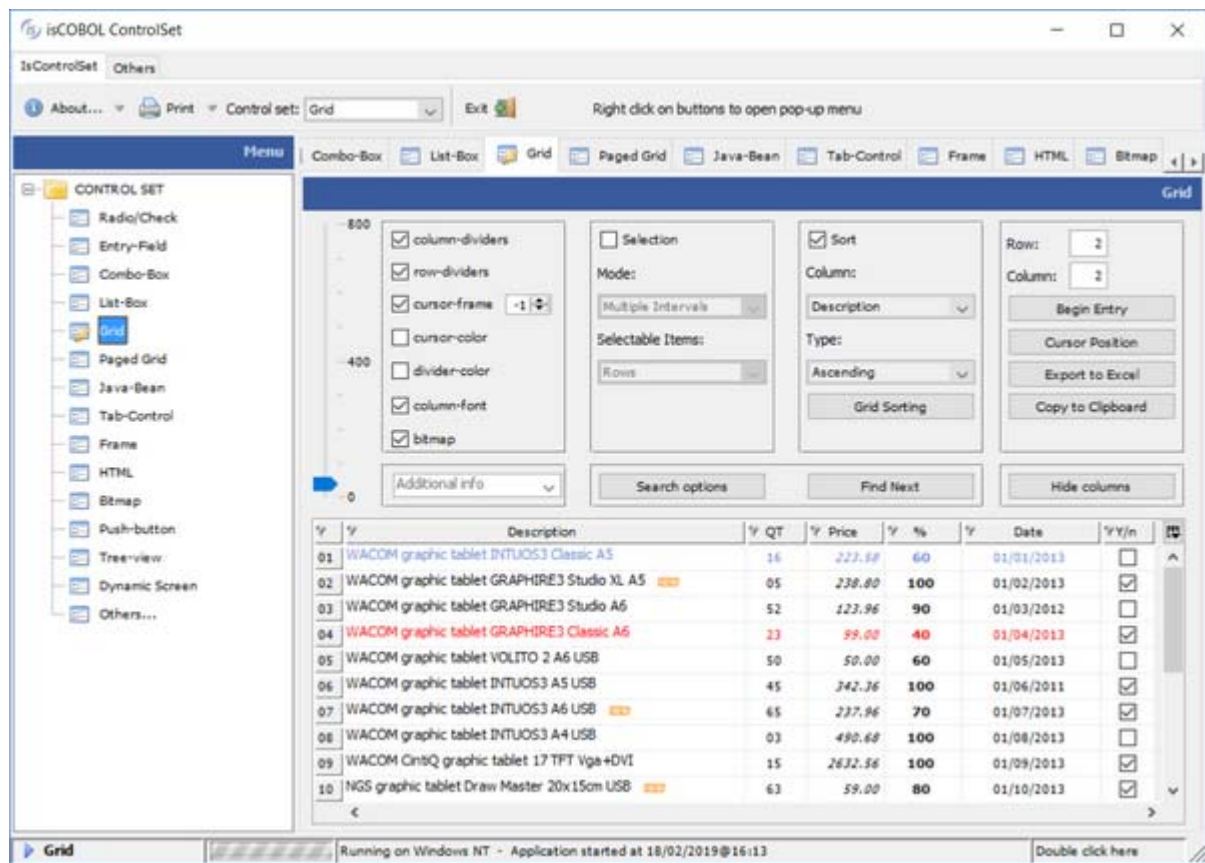 isCOBOL ControlSet
IsControlSet Others
About... Print Control set: Grid Exit Right click on buttons to open pop-up menu
Menu
Combo-Box List-Box Grid Paged Grid Java-Bean Tab-Control Frame HTML Bitmap
CONTROL SET
Radio/Check
Entry-Field
Combo-Box
List-Box
Grid
Paged Grid
Java-Bean
Tab-Control
Frame
HTML
Bitmap
Push-button
Tree-view
Dynamic Screen
Others...
Grid
800
400
0
column-dividers
row-dividers
cursor-frame -1
cursor-color
divider-color
column-font
bitmap
Selection
Mode:
Multiple Intervals
Selectable Items:
Rows
Sort
Column:
Description
Type:
Ascending
Grid Sorting
Row: 2
Column: 2
Begin Entry
Cursor Position
Export to Excel
Copy to Clipboard
Additional info Search options Find Next Hide columns
Description QT Price % Date Y/n
01 WACOM graphic tablet INTUOS3 Classic A5 16 223.58 60 01/01/2013
02 WACOM graphic tablet GRAPHIRE3 Studio XL A5 05 238.80 100 01/02/2013
03 WACOM graphic tablet GRAPHIRE3 Studio A6 52 123.96 90 01/03/2012
04 WACOM graphic tablet GRAPHIRE3 Classic A6 23 99.00 40 01/04/2013
05 WACOM graphic tablet VOLITO 2 A6 USB 50 50.00 60 01/05/2013
06 WACOM graphic tablet INTUOS3 A5 USB 45 342.36 100 01/06/2011
07 WACOM graphic tablet INTUOS3 A6 USB 65 237.96 70 01/07/2013
08 WACOM graphic tablet INTUOS3 A4 USB 03 490.68 100 01/08/2013
09 WACOM CintiQ graphic tablet 17 TFT Vga+DVI 15 2632.56 100 01/09/2013
10 NGS graphic tablet Draw Master 20x15cm USB 63 59.00 80 01/10/2013
Grid Running on Windows NT - Application started at 18/02/2019@16:13 Double click here